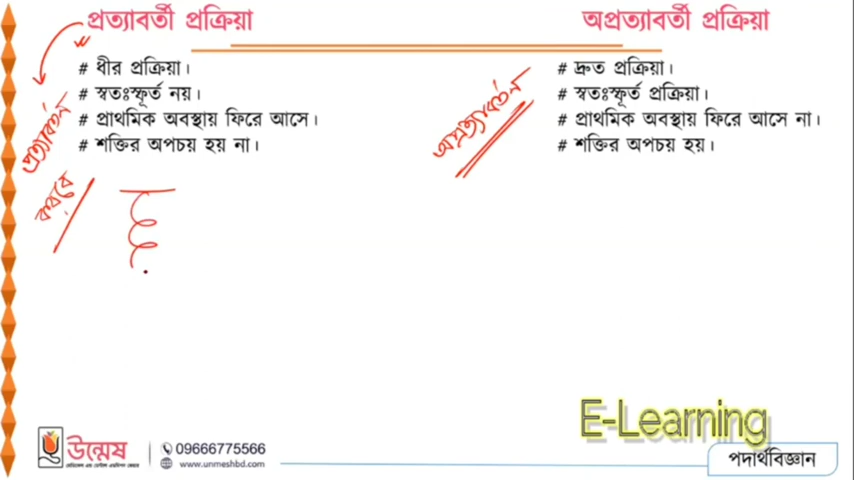 প্রত্যাবর্তী প্রক্রিয়া
# ধীর প্রক্রিয়া।
# স্বতঃস্ফূর্ত নয়।
# প্রাথমিক অবস্থায় ফিরে আসে।
# শক্তির অপচয় হয় না।
প্রত্যাবর্তন
করবে
অপ্রত্যাবর্তী প্রক্রিয়া
# দ্রুত প্রক্রিয়া।
# স্বতঃস্ফূর্ত প্রক্রিয়া।
# প্রাথমিক অবস্থায় ফিরে আসে না।
# শক্তির অপচয় হয়।
অপ্রত্যাবর্তন
E-Learning
উন্মেষ
09666775566
www.unmeshbd.com
পদার্থবিজ্ঞান